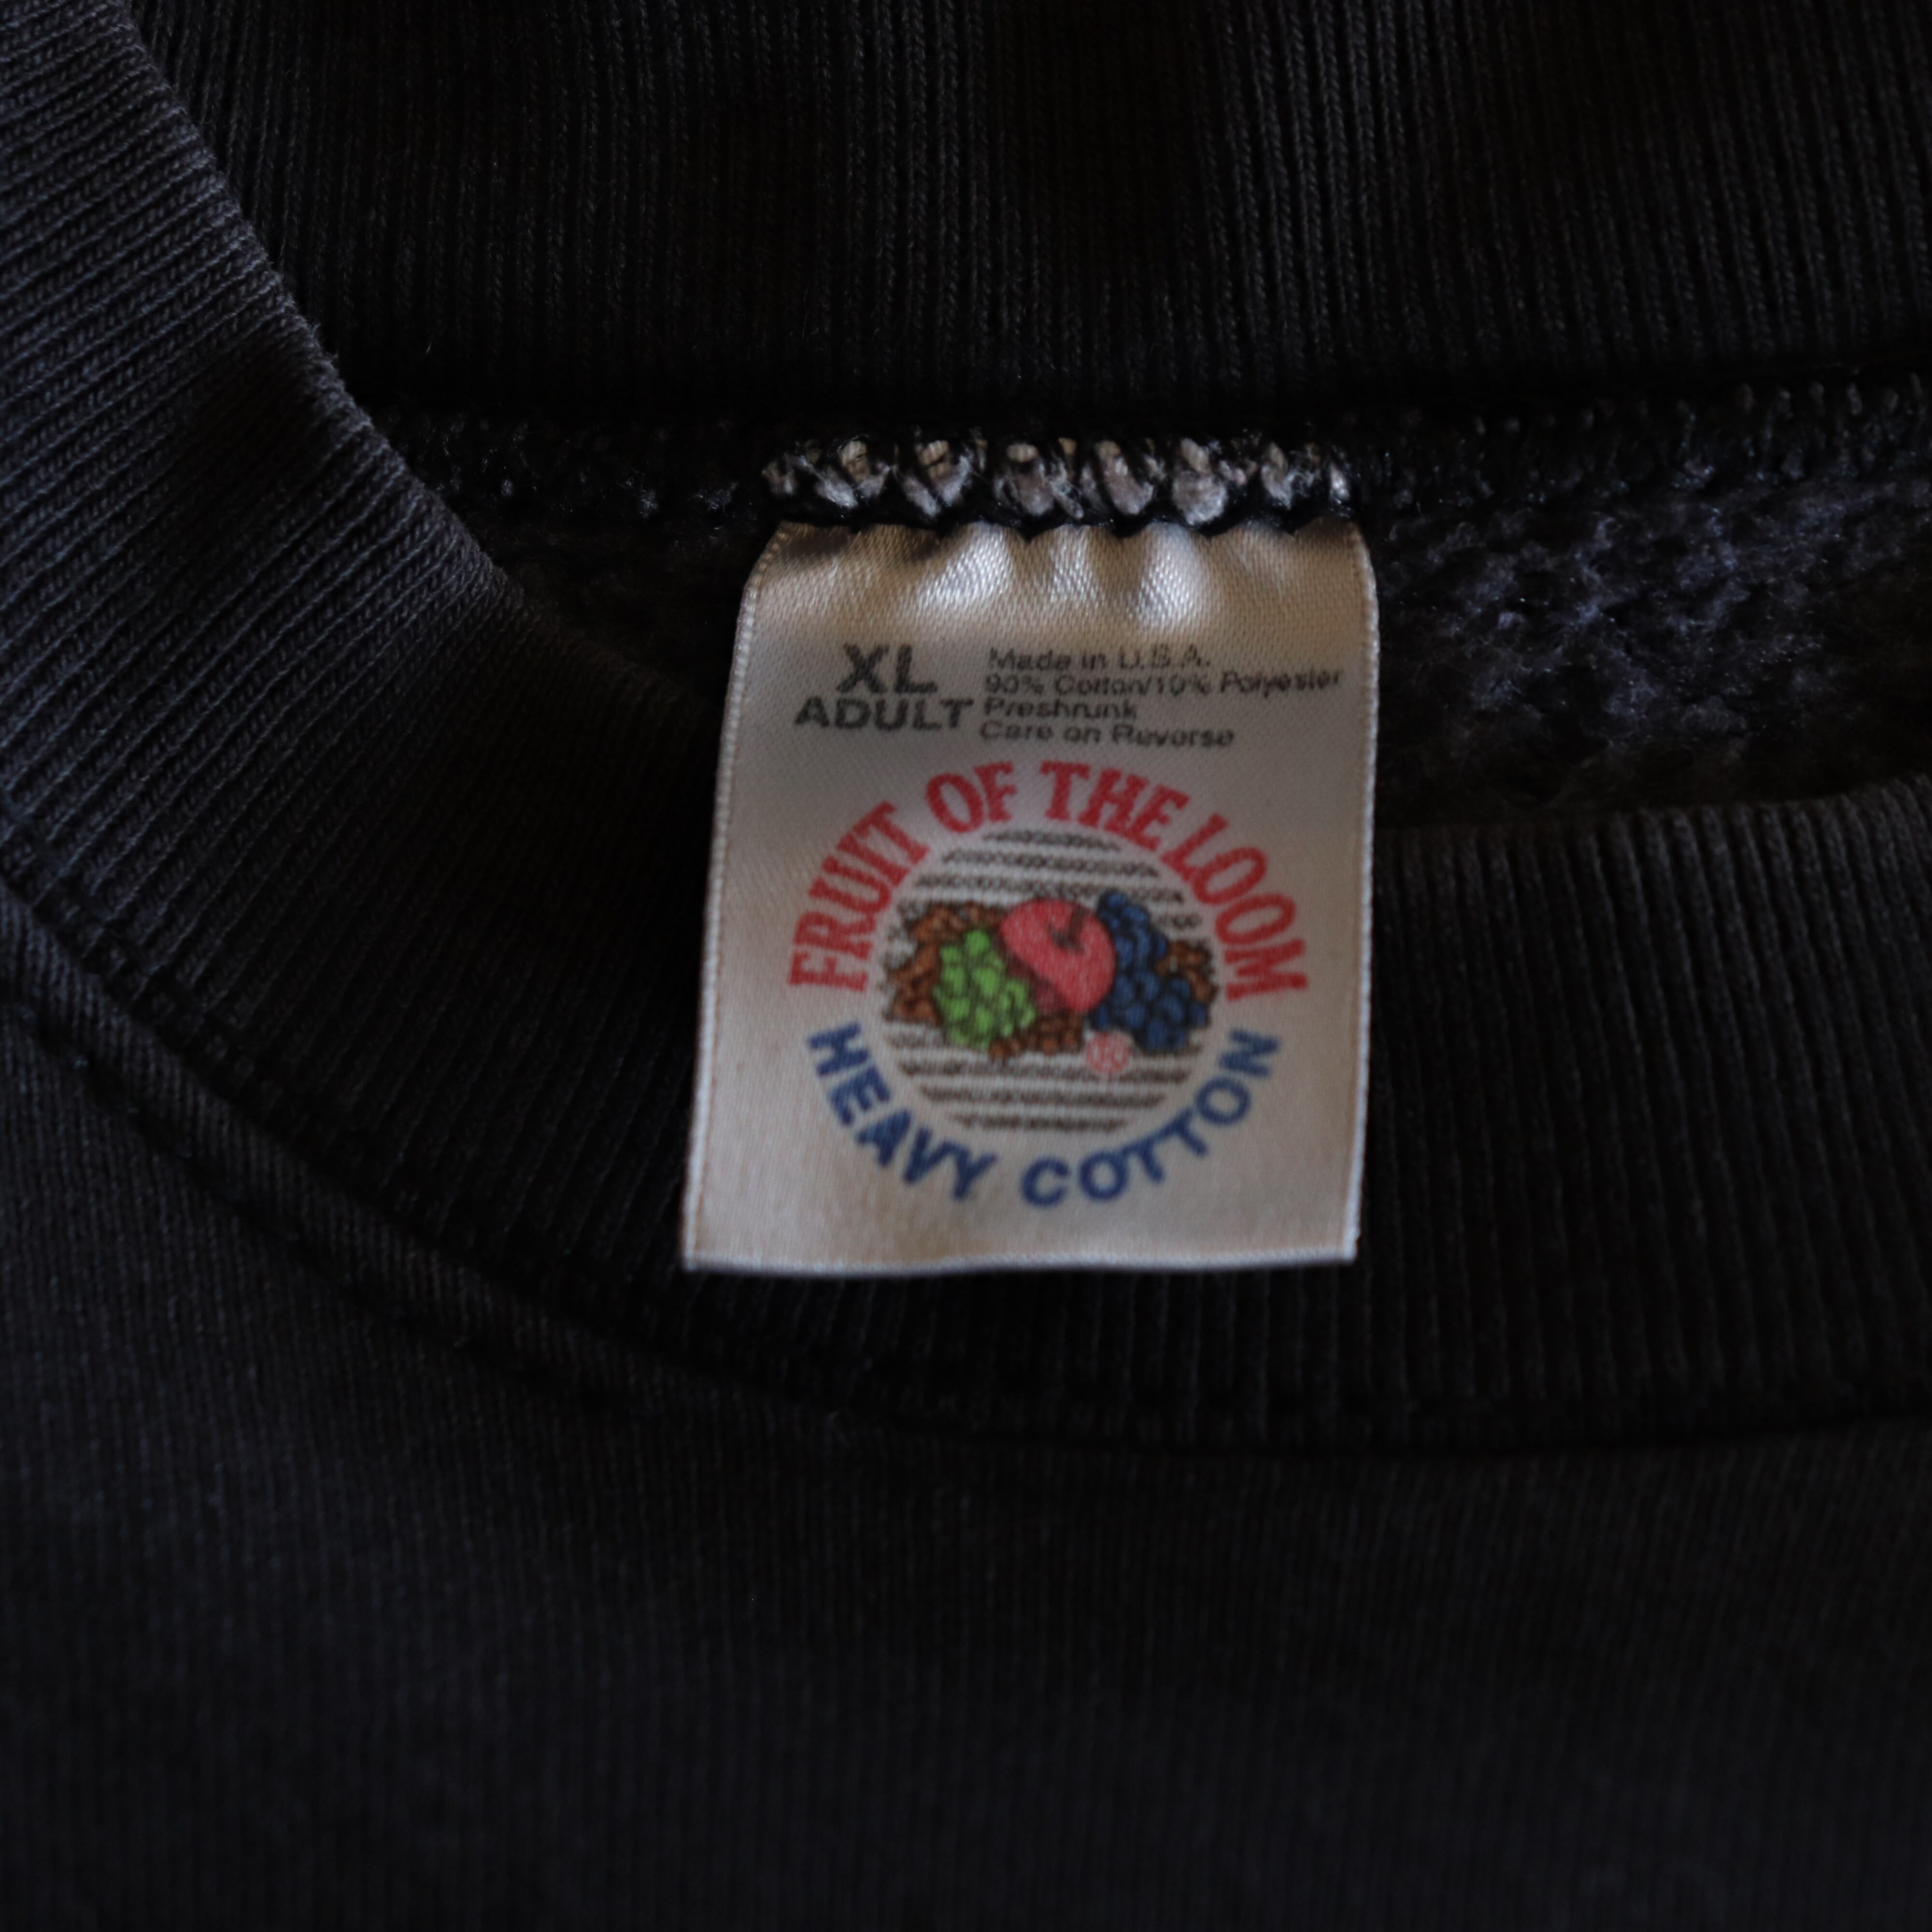 XL
ADULT
Made in U.S.A.
90% Cotton/10% Polyester
Preshrunk
Care on Reverse
FRUIT OF THE LOOM
HEAVY COTTON